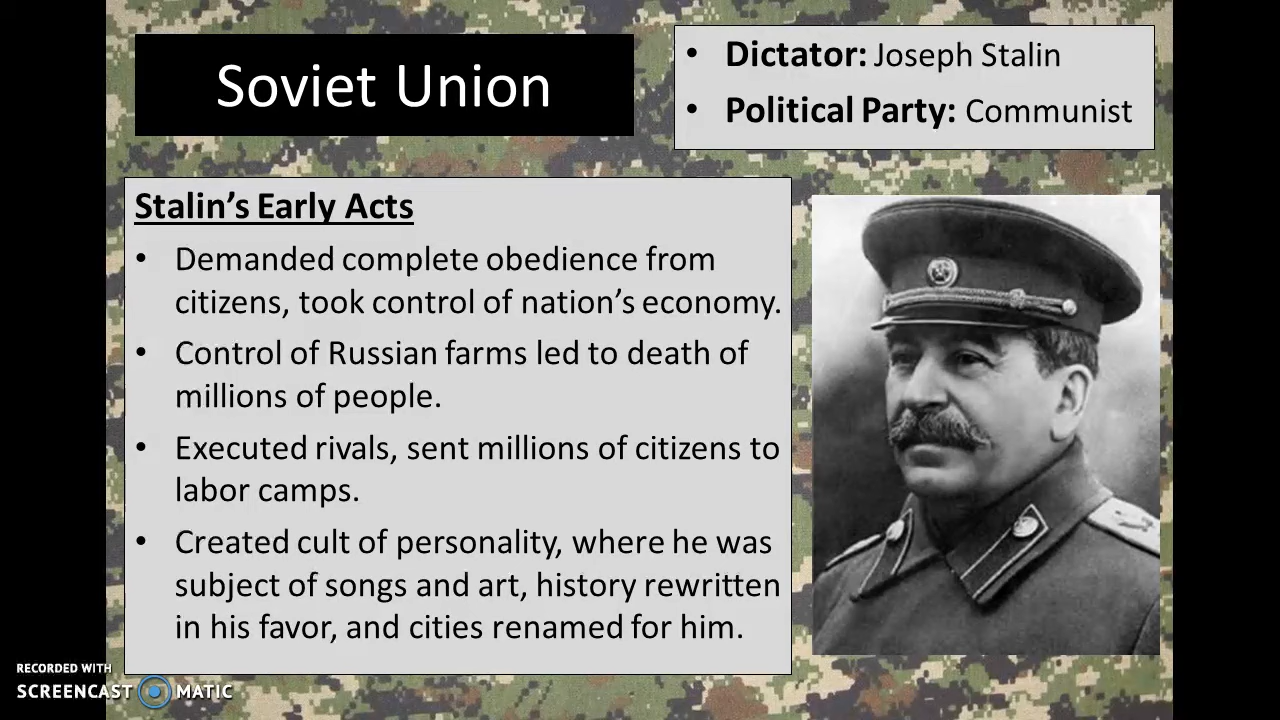 Soviet Union
• Dictator: Joseph Stalin
• Political Party: Communist
Stalin’s Early Acts
• Demanded complete obedience from
citizens, took control of nation’s economy.
• Control of Russian farms led to death of
millions of people.
• Executed rivals, sent millions of citizens to
labor camps.
• Created cult of personality, where he was
subject of songs and art, history rewritten
in his favor, and cities renamed for him.
RECORDED WITH
SCREENCAST MATIC